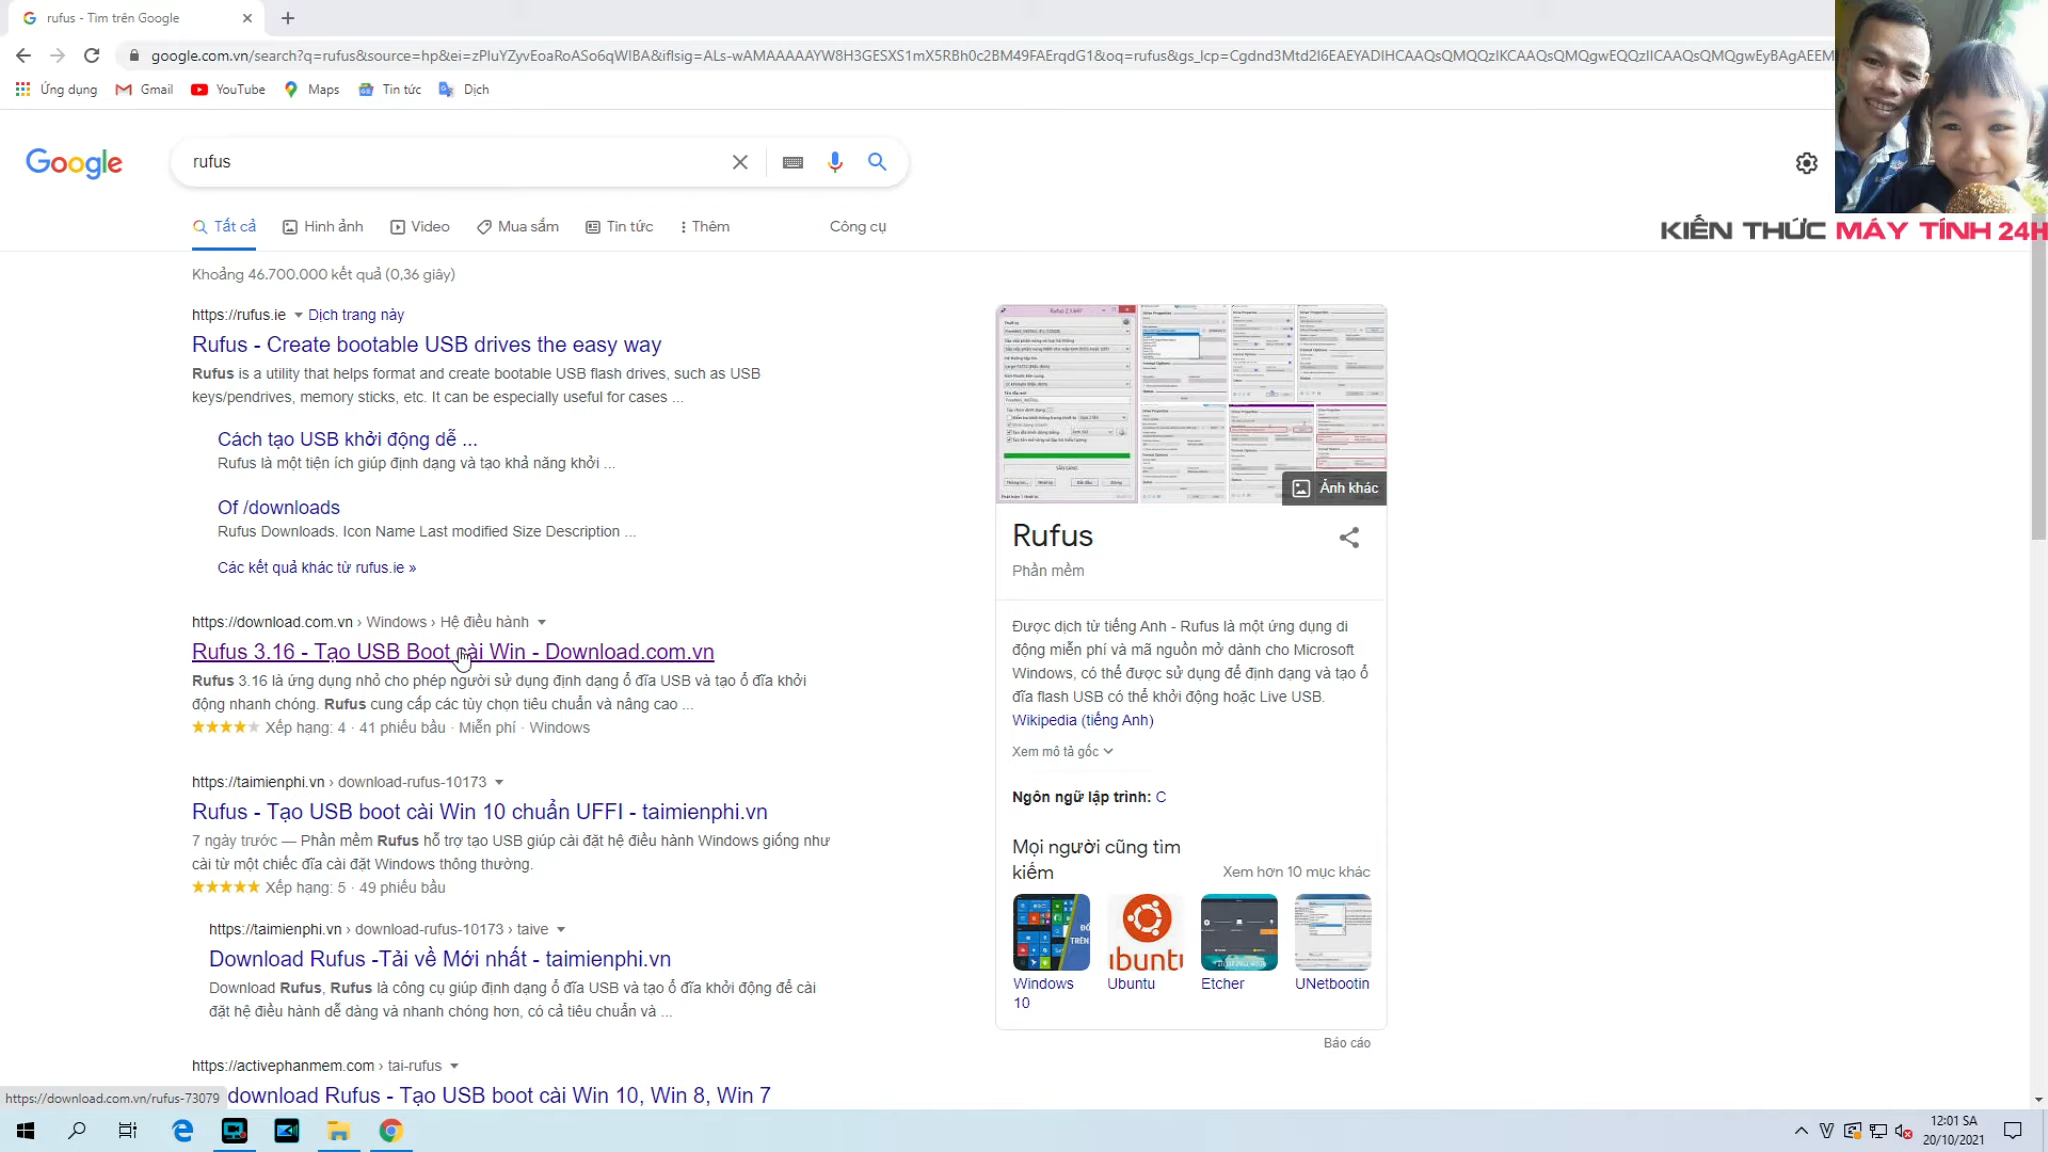 rufus - Tìm trên Google
google.com.vn/search?q=rufus&source=hp&ei=zPIuYZyvEoaRoASo6qWIBA&iflsig=ALs-wAMAAAAAYW8H3GESXS1mX5RBh0c2BM49FAErqdG1&oq=rufus&gs_lcp=Cgdnd3Mtd2l6EAEYADIHCAAQsQMQQzIKCAAQsQMQgwEQQzIICAAQsQMQgwEyBAgAEEM
Ứng dụng Gmail YouTube Maps Tin tức Dịch
Google
rufus
KIẾN THỨC MÁY TÍNH 24H
Tất cả Hình ảnh Video Mua sắm Tin tức Thêm Công cụ
Khoảng 46.700.000 kết quả (0,36 giây)
https://rufus.ie Dịch trang này
Rufus - Create bootable USB drives the easy way
Rufus is a utility that helps format and create bootable USB flash drives, such as USB
keys/pendrives, memory sticks, etc. It can be especially useful for cases ...
Cách tạo USB khởi động dễ ...
Rufus là một tiện ích giúp định dạng và tạo khả năng khởi ...
Of /downloads
Rufus Downloads. Icon Name Last modified Size Description ...
Các kết quả khác từ rufus.ie »
https://download.com.vn › Windows › Hệ điều hành
Rufus 3.16 - Tạo USB Boot cài Win - Download.com.vn
Rufus 3.16 là ứng dụng nhỏ cho phép người sử dụng định dạng ổ đĩa USB và tạo ổ đĩa khởi
động nhanh chóng. Rufus cung cấp các tùy chọn tiêu chuẩn và nâng cao ...
Xếp hạng: 4 · 41 phiếu bầu · Miễn phí · Windows
https://taimienphi.vn › download-rufus-10173
Rufus - Tạo USB boot cài Win 10 chuẩn UFFI - taimienphi.vn
7 ngày trước — Phần mềm Rufus hỗ trợ tạo USB giúp cài đặt hệ điều hành Windows giống như
cài từ một chiếc đĩa cài đặt Windows thông thường.
Xếp hạng: 5 · 49 phiếu bầu
https://taimienphi.vn › download-rufus-10173 › taive
Download Rufus -Tải về Mới nhất - taimienphi.vn
Download Rufus, Rufus là công cụ giúp định dạng ổ đĩa USB và tạo ổ đĩa khởi động để cài
đặt hệ điều hành dễ dàng và nhanh chóng hơn, có cả tiêu chuẩn và ...
https://activephanmem.com › tai-rufus
download Rufus - Tạo USB boot cài Win 10, Win 8, Win 7
https://download.com.vn/rufus-73079
Ảnh khác
Rufus
Phần mềm
Được dịch từ tiếng Anh - Rufus là một ứng dụng di
động miễn phí và mã nguồn mở dành cho Microsoft
Windows, có thể được sử dụng để định dạng và tạo ổ
đĩa flash USB có thể khởi động hoặc Live USB.
Wikipedia (tiếng Anh)
Xem mô tả gốc
Ngôn ngữ lập trình: C
Mọi người cũng tìm
kiếm
Xem hơn 10 mục khác
Windows
10
Ubuntu
Etcher
UNetbootin
Báo cáo
12:01 SA
20/10/2021